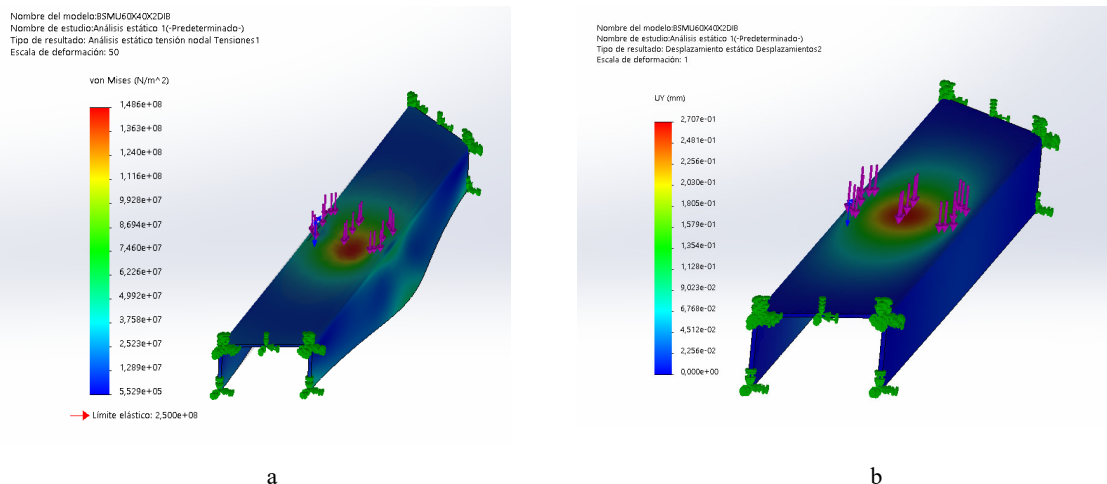 Nombre del modelo:BSMU60X40X2DIB
Nombre de estudio:Análisis estático 1(-Predeterminado-)
Tipo de resultado: Análisis estático tensión nodal Tensiones1
Escala de deformación: 50
von Mises (N/m^2)
1,486e+08
1,363e+08
1,240e+08
1,116e+08
9,928e+07
8,694e+07
7,460e+07
6,226e+07
4,992e+07
3,758e+07
2,523e+07
1,289e+07
5,529e+05
Límite elástico: 2,500e+08
a
Nombre del modelo:BSMU60X40X2DIB
Nombre de estudio:Análisis estático 1(-Predeterminado-)
Tipo de resultado: Desplazamiento estático Desplazamientos2
Escala de deformación: 1
UY (mm)
2,707e-01
2,481e-01
2,256e-01
2,030e-01
1,805e-01
1,579e-01
1,354e-01
1,128e-01
9,023e-02
6,768e-02
4,512e-02
2,256e-02
0,000e+00
b